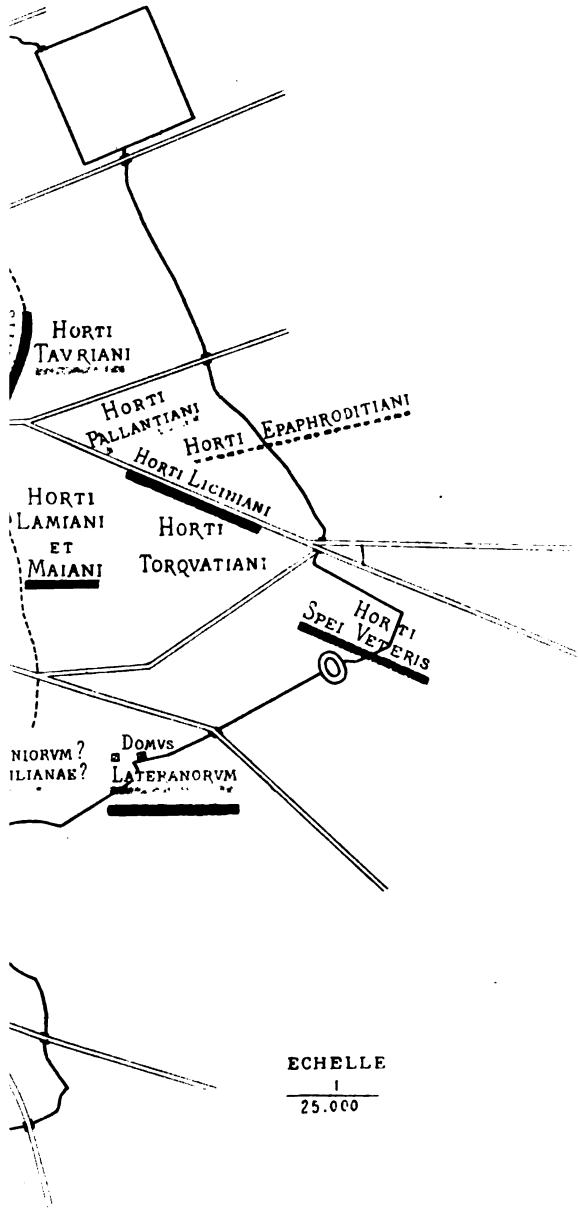 HORTI
TAVRIANI
HORTI
PALLANTIANI
HORTI EPAPHRODITIANI
HORTI LICINIANI
HORTI
LAMIANI
ET
MAIANI
HORTI
TORQVATIANI
HORTI
SPEI VETERIS
NIORVM?
ILIANAE?
DOMVS
LATERANORVM
ECHELLE
1
25.000